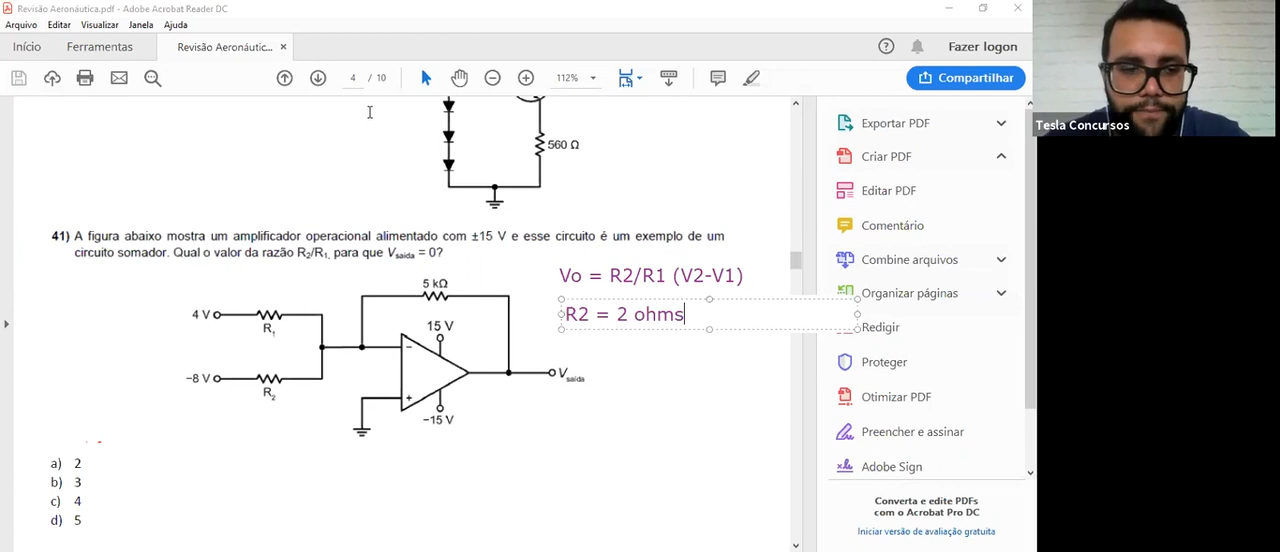 Revisão Aeronáutica.pdf - Adobe Acrobat Reader DC
Arquivo Editar Visualizar Janela Ajuda
Início Ferramentas Revisão Aeronáutic... × Fazer logon
4 / 10 112% Compartilhar
Tesla Concursos
560 Ω
41) A figura abaixo mostra um amplificador operacional alimentado com ±15 V e esse circuito é um exemplo de um
circuito somador. Qual o valor da razão R2/R1, para que Vsaída = 0?
Vo = R2/R1 (V2-V1)
R2 = 2 ohms
5 kΩ
4 V
R1
15 V
−
Vsaída
−8 V
R2
+
−15 V
a) 2
b) 3
c) 4
d) 5
Exportar PDF
Criar PDF
Editar PDF
Comentário
Combine arquivos
Organizar páginas
Redigir
Proteger
Otimizar PDF
Preencher e assinar
Adobe Sign
Converta e edite PDFs
com o Acrobat Pro DC
Iniciar versão de avaliação gratuita